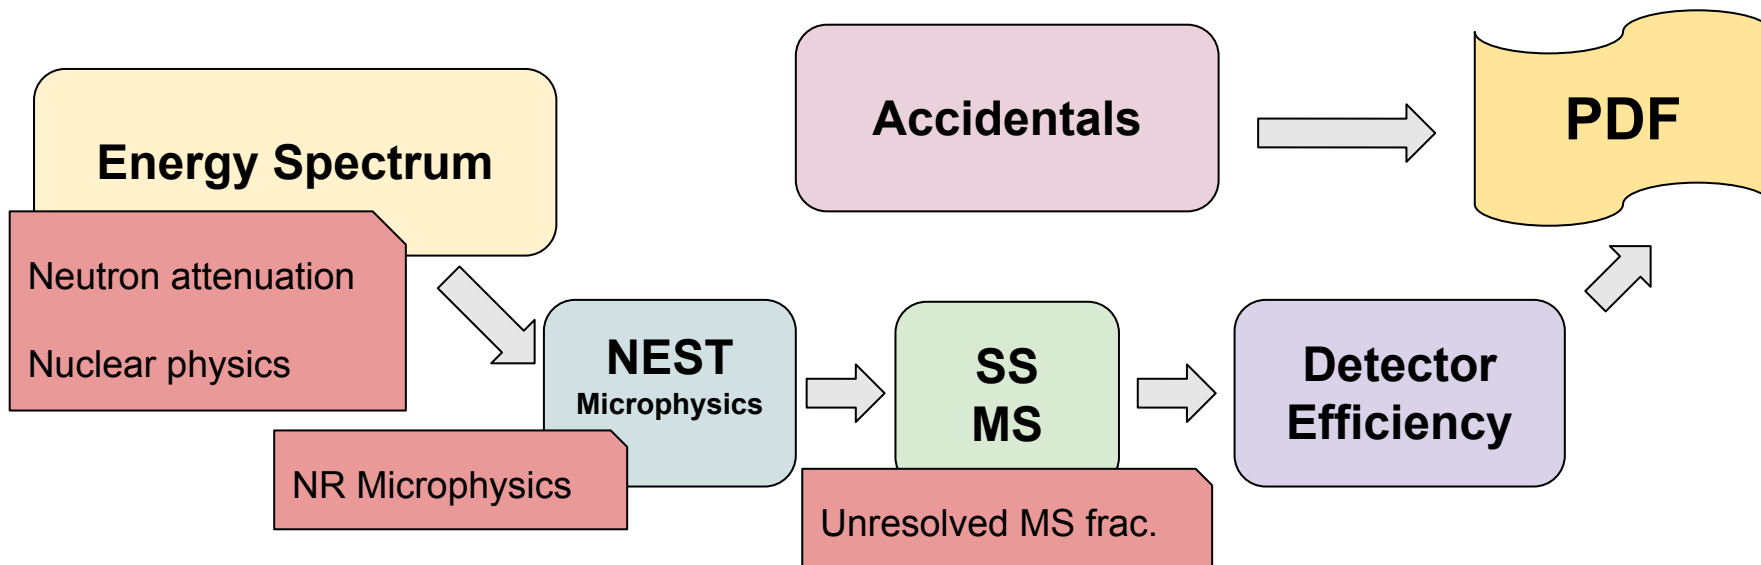 Energy Spectrum
Neutron attenuation
Nuclear physics
Accidentals
PDF
NEST
Microphysics
NR Microphysics
SS
MS
Unresolved MS frac.
Detector
Efficiency